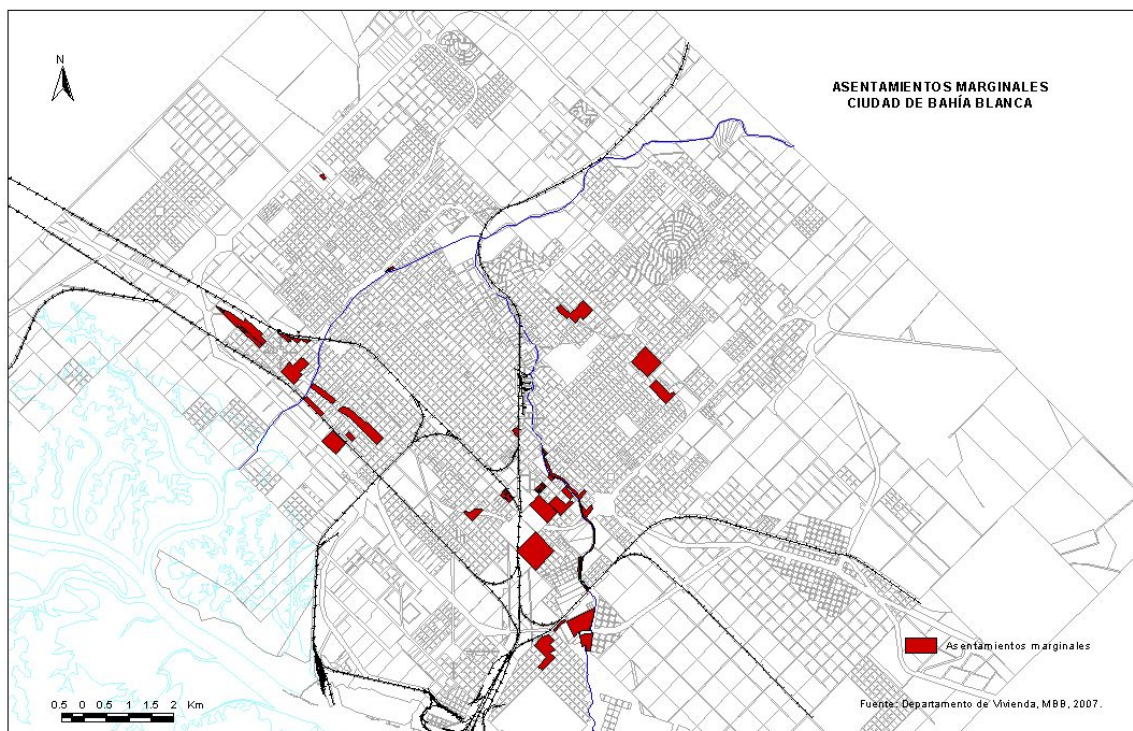 N
ASENTAMIENTOS MARGINALES
CIUDAD DE BAHÍA BLANCA
Asentamientos marginales
0.5 0 0.5 1 1.5 2 Km
Fuente: Departamento de Vivienda, MBB, 2007.